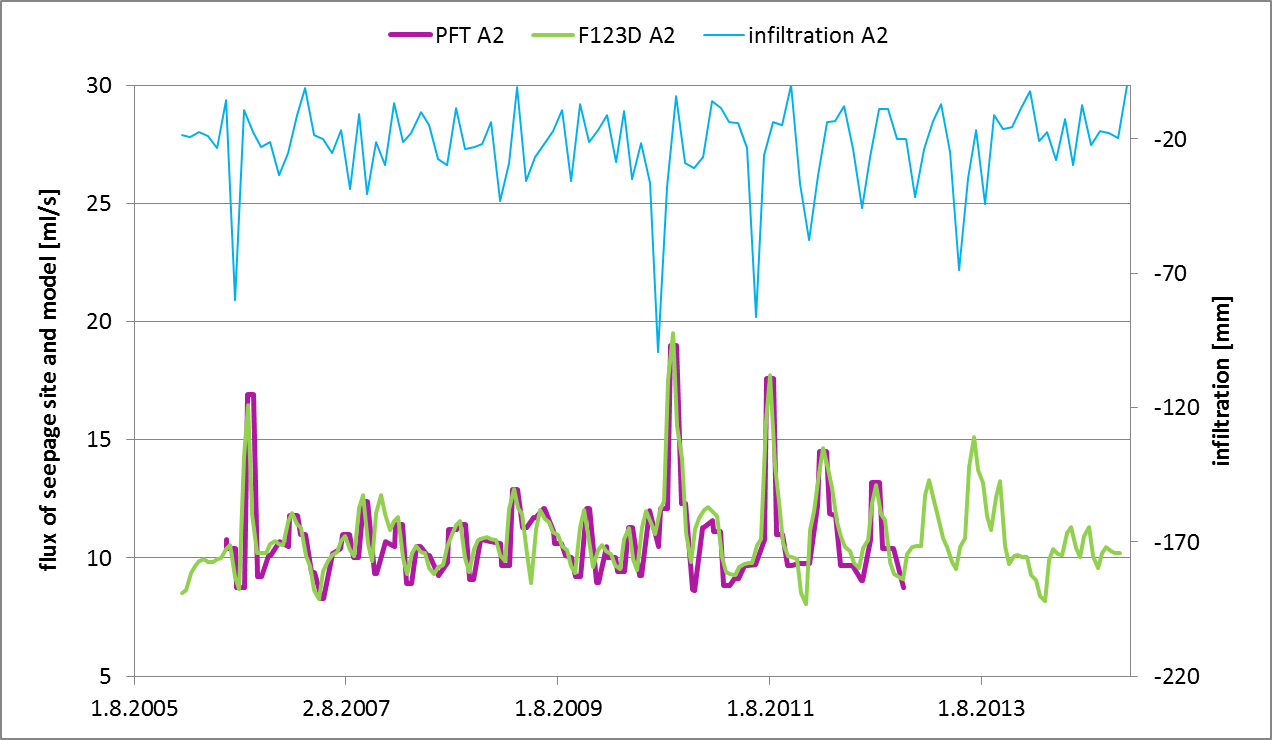 PFT A2 F123D A2 infiltration A2
flux of seepage site and model [ml/s]
30
25
20
15
10
5
-20
-70
-120
-170
-220
infiltration [mm]
1.8.2005 2.8.2007 1.8.2009 1.8.2011 1.8.2013